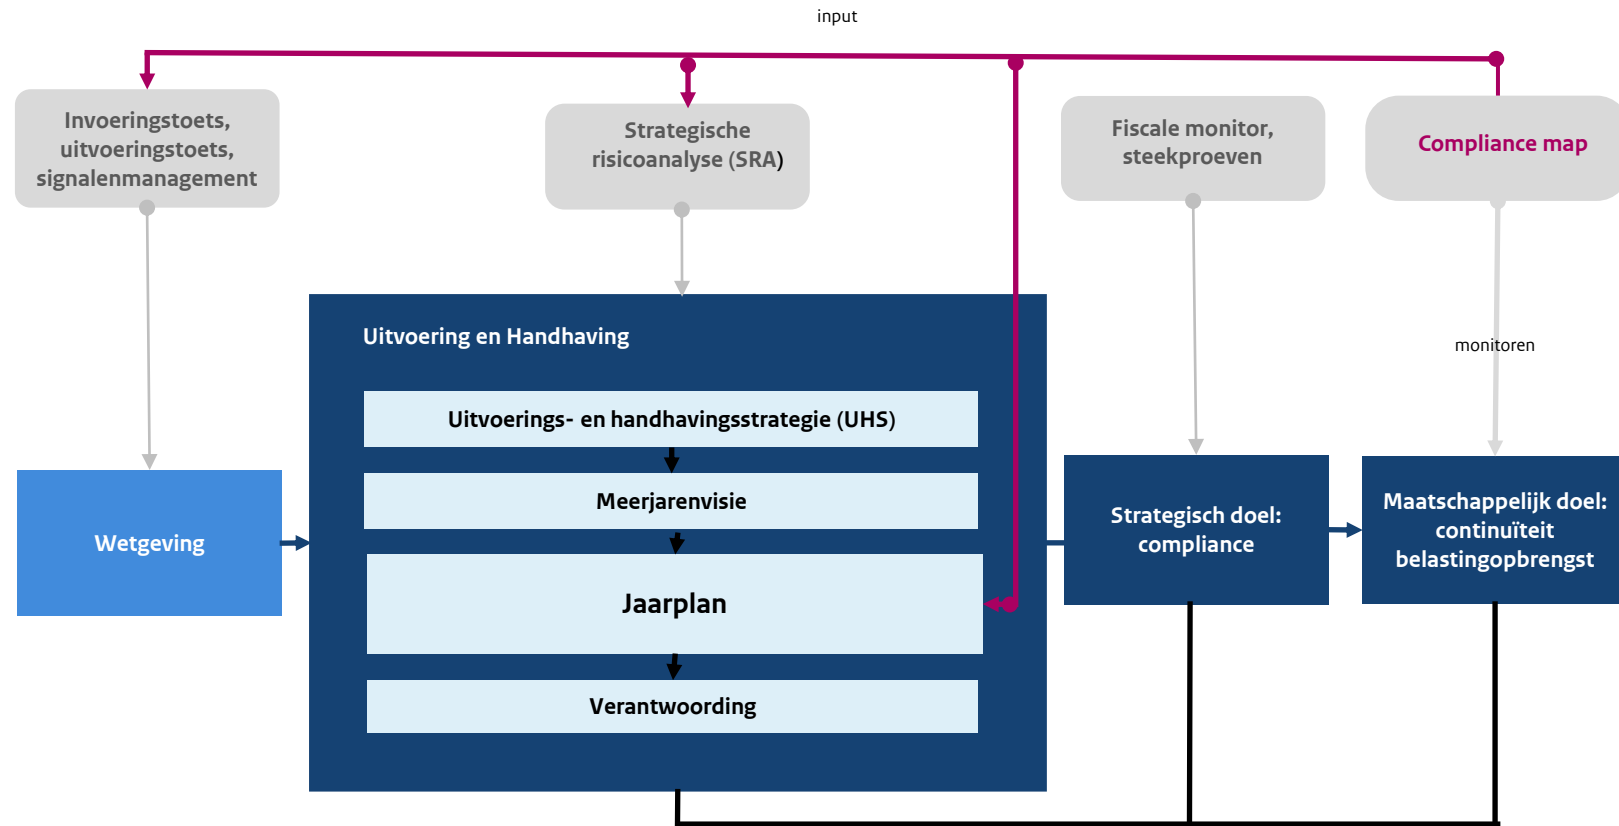 input
Invoeringstoets,
uitvoeringstoets,
signalenmanagement
Strategische
risicoanalyse (SRA)
Fiscale monitor,
steekproeven
Compliance map
Uitvoering en Handhaving
monitoren
Uitvoerings- en handhavingsstrategie (UHS)
Meerjarenvisie
Wetgeving
Strategisch doel:
compliance
Maatschappelijk doel:
continuïteit
belastingopbrengst
Jaarplan
Verantwoording